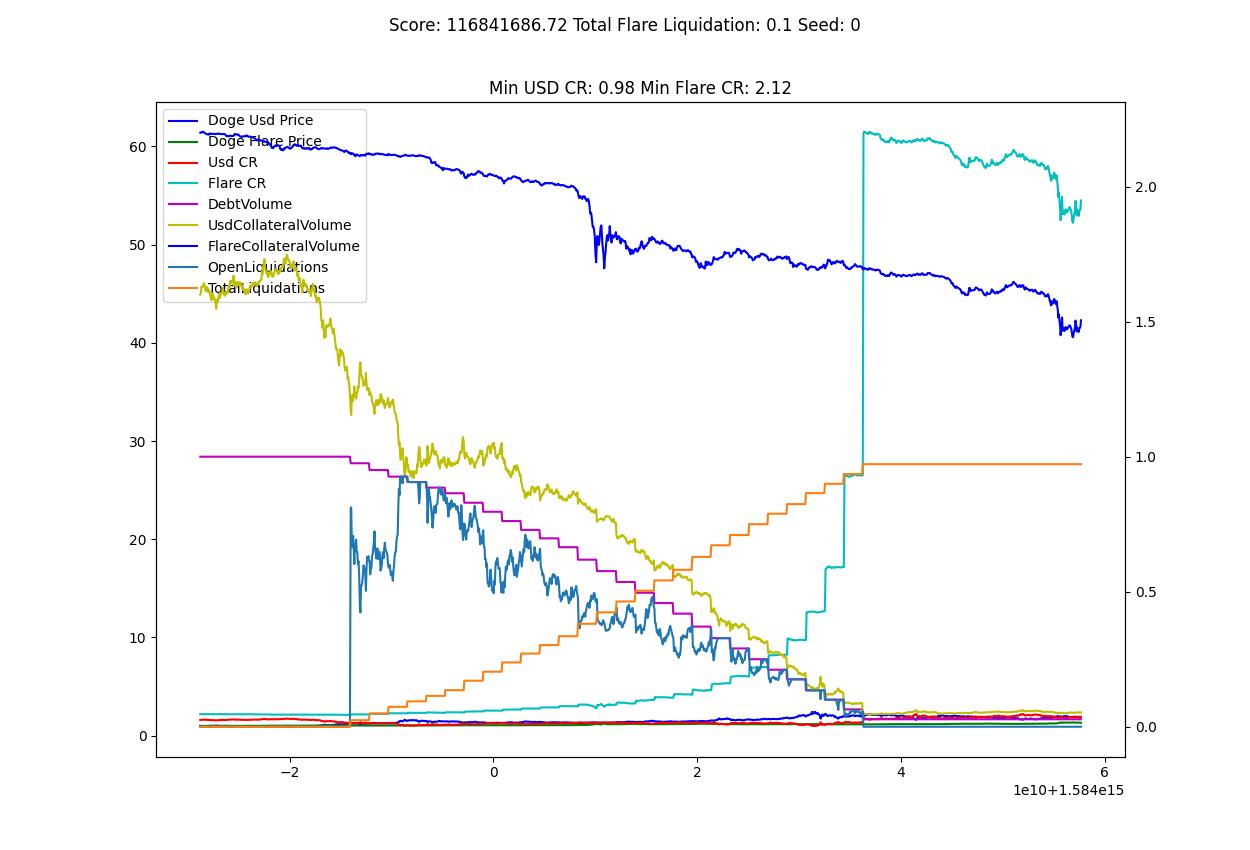 Score: 116841686.72 Total Flare Liquidation: 0.1 Seed: 0
Min USD CR: 0.98 Min Flare CR: 2.12
Doge Usd Price
Doge Flare Price
Usd CR
Flare CR
DebtVolume
UsdCollateralVolume
FlareCollateralVolume
OpenLiquidations
TotalLiquidations
60
50
40
30
20
10
0
2.0
1.5
1.0
0.5
0.0
−2
0
2
4
6
1e10+1.584e15